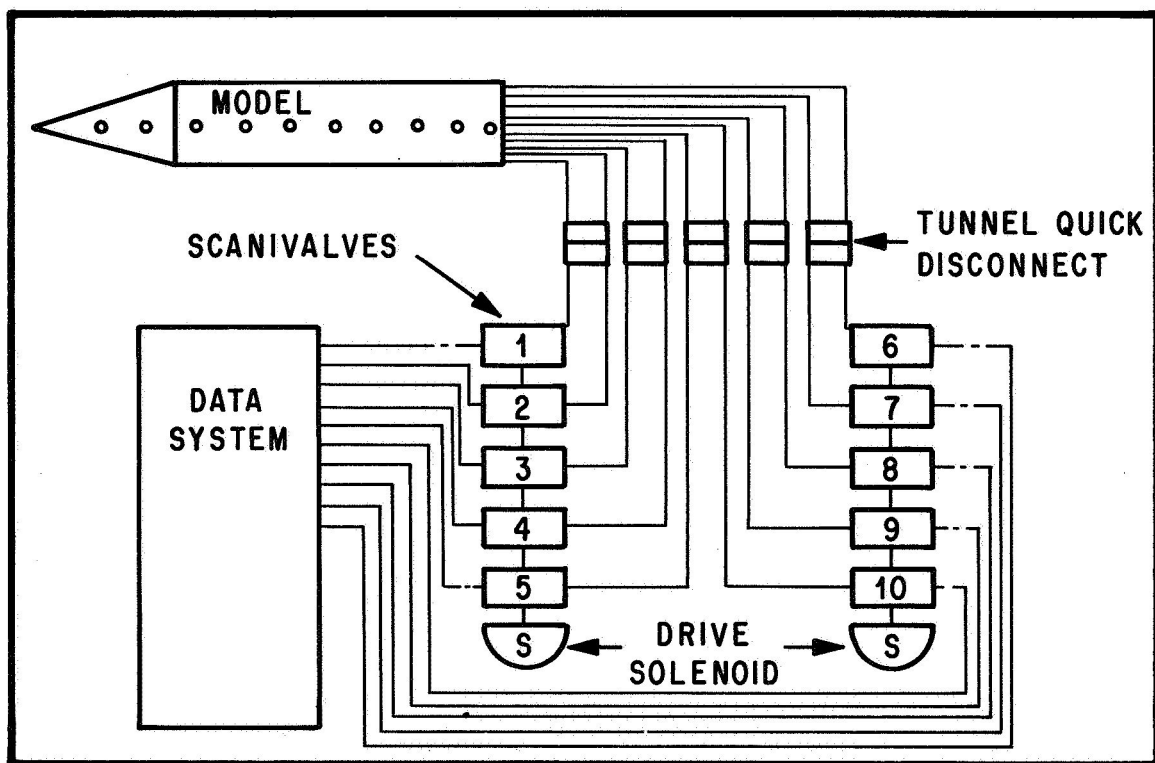 MODEL
SCANIVALVES
TUNNEL QUICK
DISCONNECT
DATA
SYSTEM
1
2
3
4
5
S
6
7
8
9
10
S
DRIVE
SOLENOID